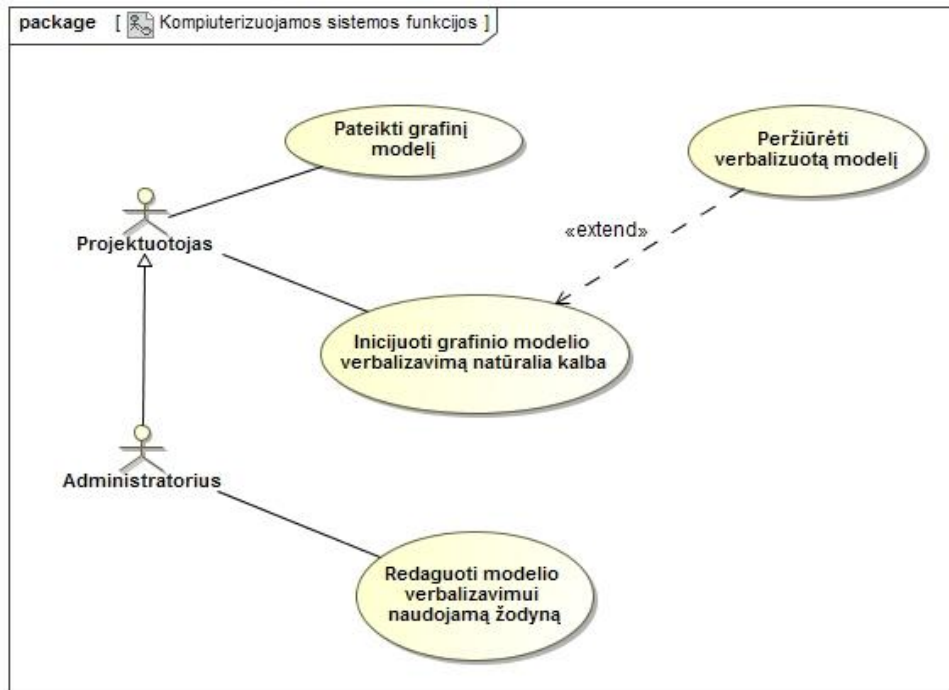 package [ Kompiuterizuojamos sistemos funkcijos ]
Pateikti grafinį
modelį
Peržiūrėti
verbalizuotą modelį
Projektuotojas
«extend»
Inicijuoti grafinio modelio
verbalizavimą natūralia kalba
Administratorius
Redaguoti modelio
verbalizavimui
naudojamą žodyną